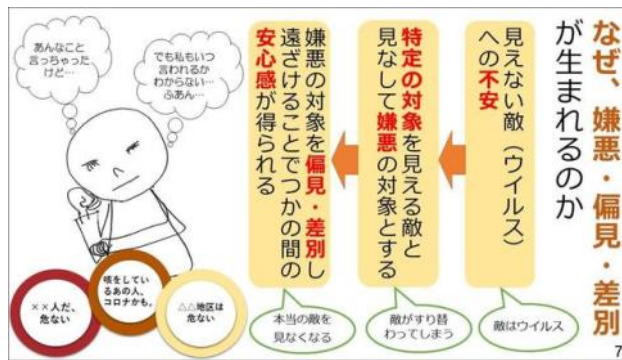 なぜ、嫌悪・偏見・差別
が生まれるのか
見えない敵（ウイルス）
への不安
敵はウイルス
特定の対象を見える敵と
見なして嫌悪の対象とする
敵がすり替
わってしまう
嫌悪の対象を偏見・差別し
遠ざけることでつかの間の
安心感が得られる
本当の敵を
見なくなる
あんなこと
言っちゃった
けど…
でも私もいつ
言われるか
わからない…
ふあん…
××人だ、
危ない
咳をしてい
るあの人、
コロナかも。
△△地区は
危ない
7